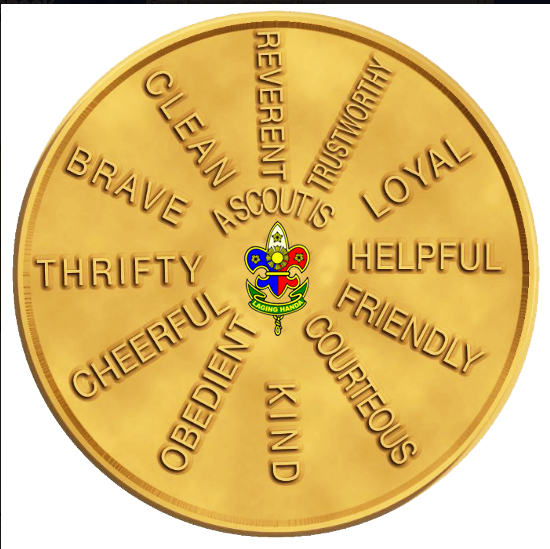 A SCOUT IS
TRUSTWORTHY
LOYAL
HELPFUL
FRIENDLY
COURTEOUS
KIND
OBEDIENT
CHEERFUL
THRIFTY
BRAVE
CLEAN
REVERENT
LAGING HANDA